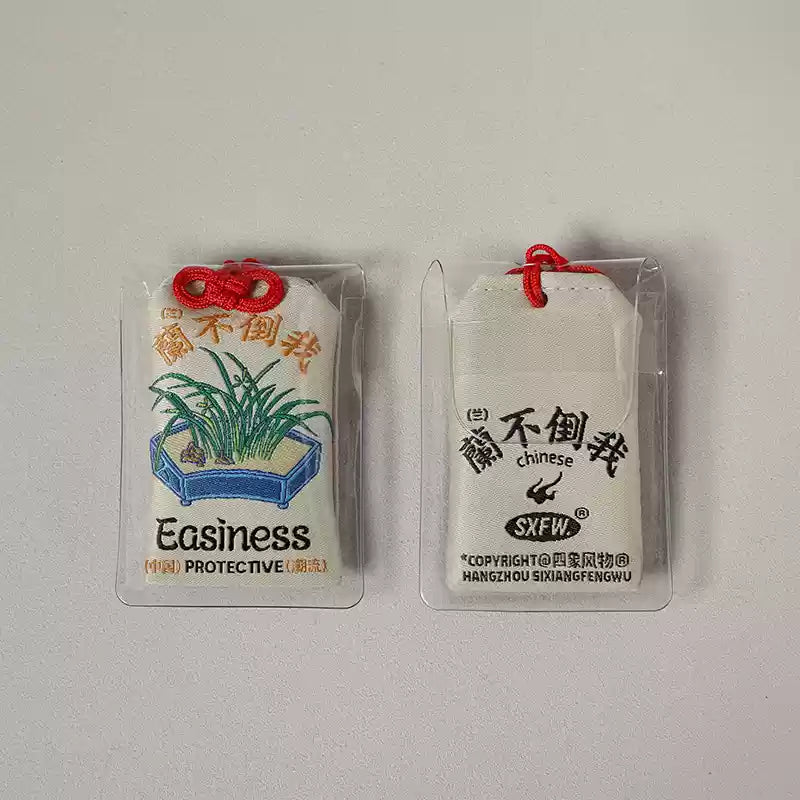 (兰)
蘭不倒我
Easiness
(中国) PROTECTIVE (潮流)
(兰)
蘭不倒我
chinese
SXFW®
*COPYRIGHT@四象风物®
HANGZHOU SIXIANGFENGWU